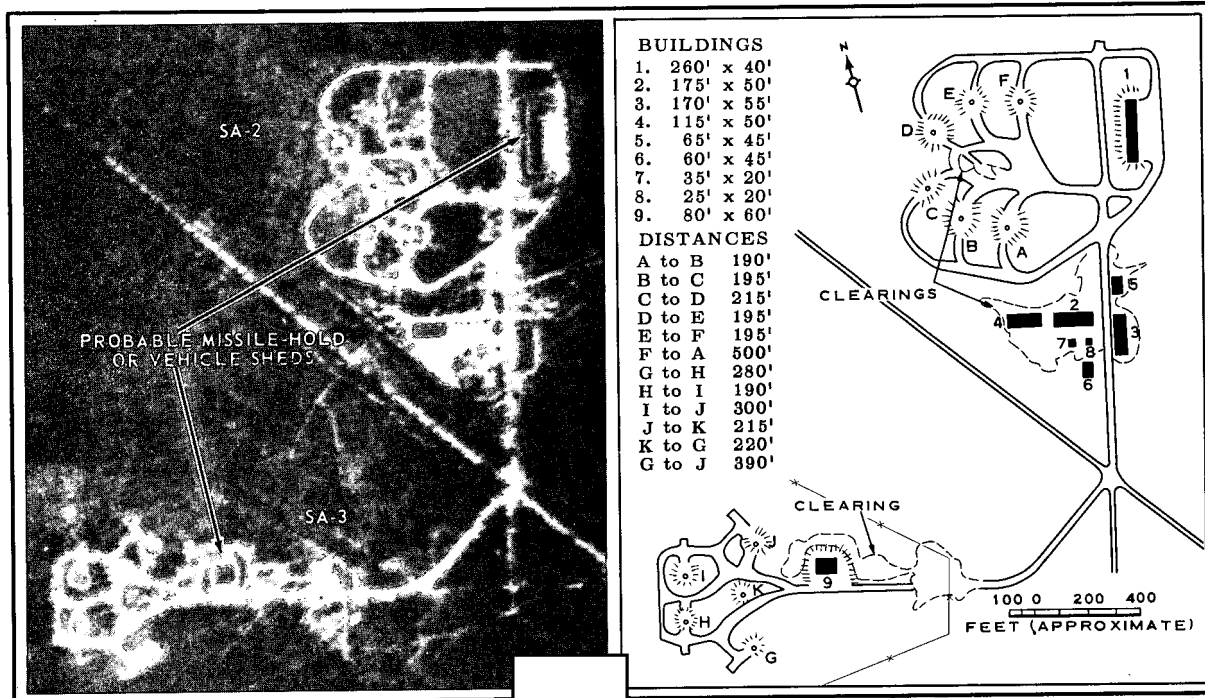 SA-2
PROBABLE MISSILE-HOLD
OR VEHICLE SHEDS
SA-3
BUILDINGS
1. 260' x 40'
2. 175' x 50'
3. 170' x 55'
4. 115' x 50'
5. 65' x 45'
6. 60' x 45'
7. 35' x 20'
8. 25' x 20'
9. 80' x 60'
DISTANCES
A to B 190'
B to C 195'
C to D 215'
D to E 195'
E to F 195'
F to A 500'
G to H 280'
H to I 190'
I to J 300'
J to K 215'
K to G 220'
G to J 390'
N
E
F
1
D
C
B
A
5
CLEARINGS
2
4
3
7
8
6
CLEARING
J
I
9
K
H
G
100 0 200 400
FEET (APPROXIMATE)